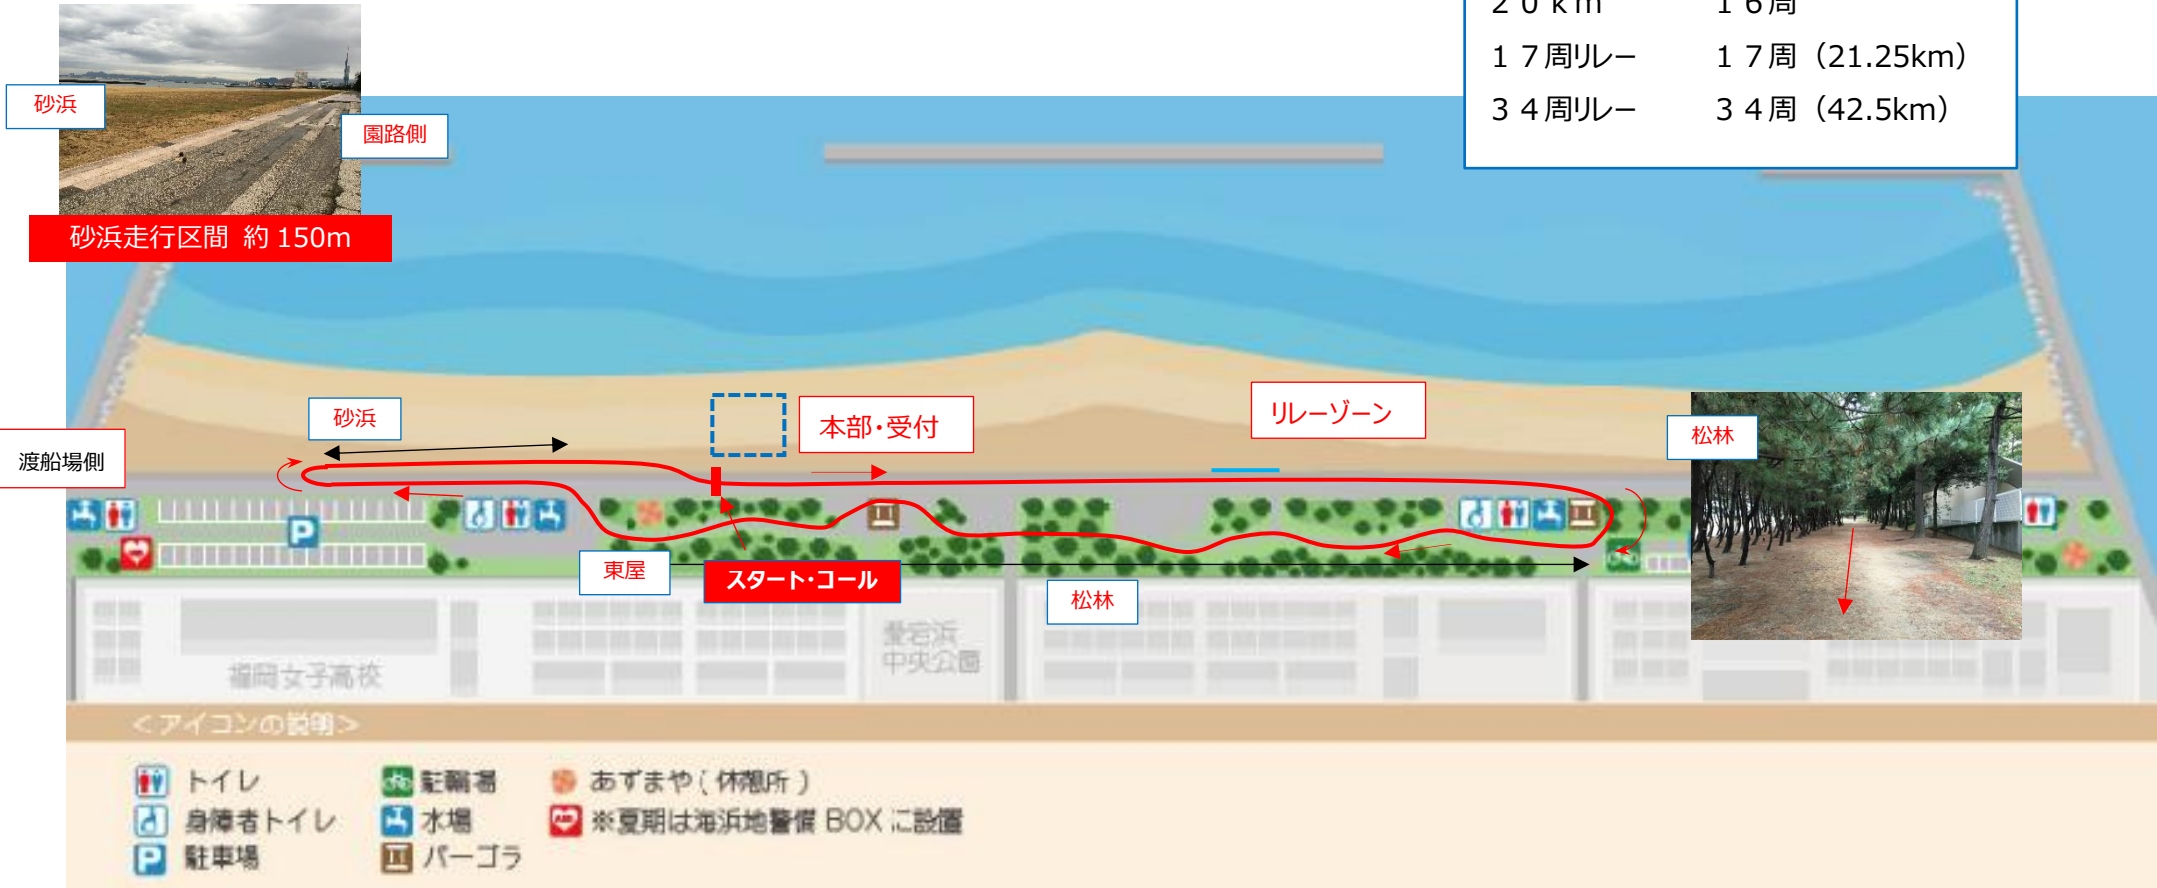 ２０ｋｍ　１６周
１７周リレー　１７周（21.25km）
３４周リレー　３４周（42.5km）
砂浜
園路側
砂浜走行区間 約 150m
砂浜
本部・受付
リレーゾーン
松林
渡船場側
東屋
スタート・コール
松林
愛宕浜
中央公園
福岡女子高校
＜アイコンの説明＞
トイレ
身障者トイレ
P 駐車場
駐輪場
水場
パーゴラ
あずまや ( 休憩所 )
※夏期は海浜地警備 BOX に設置
P